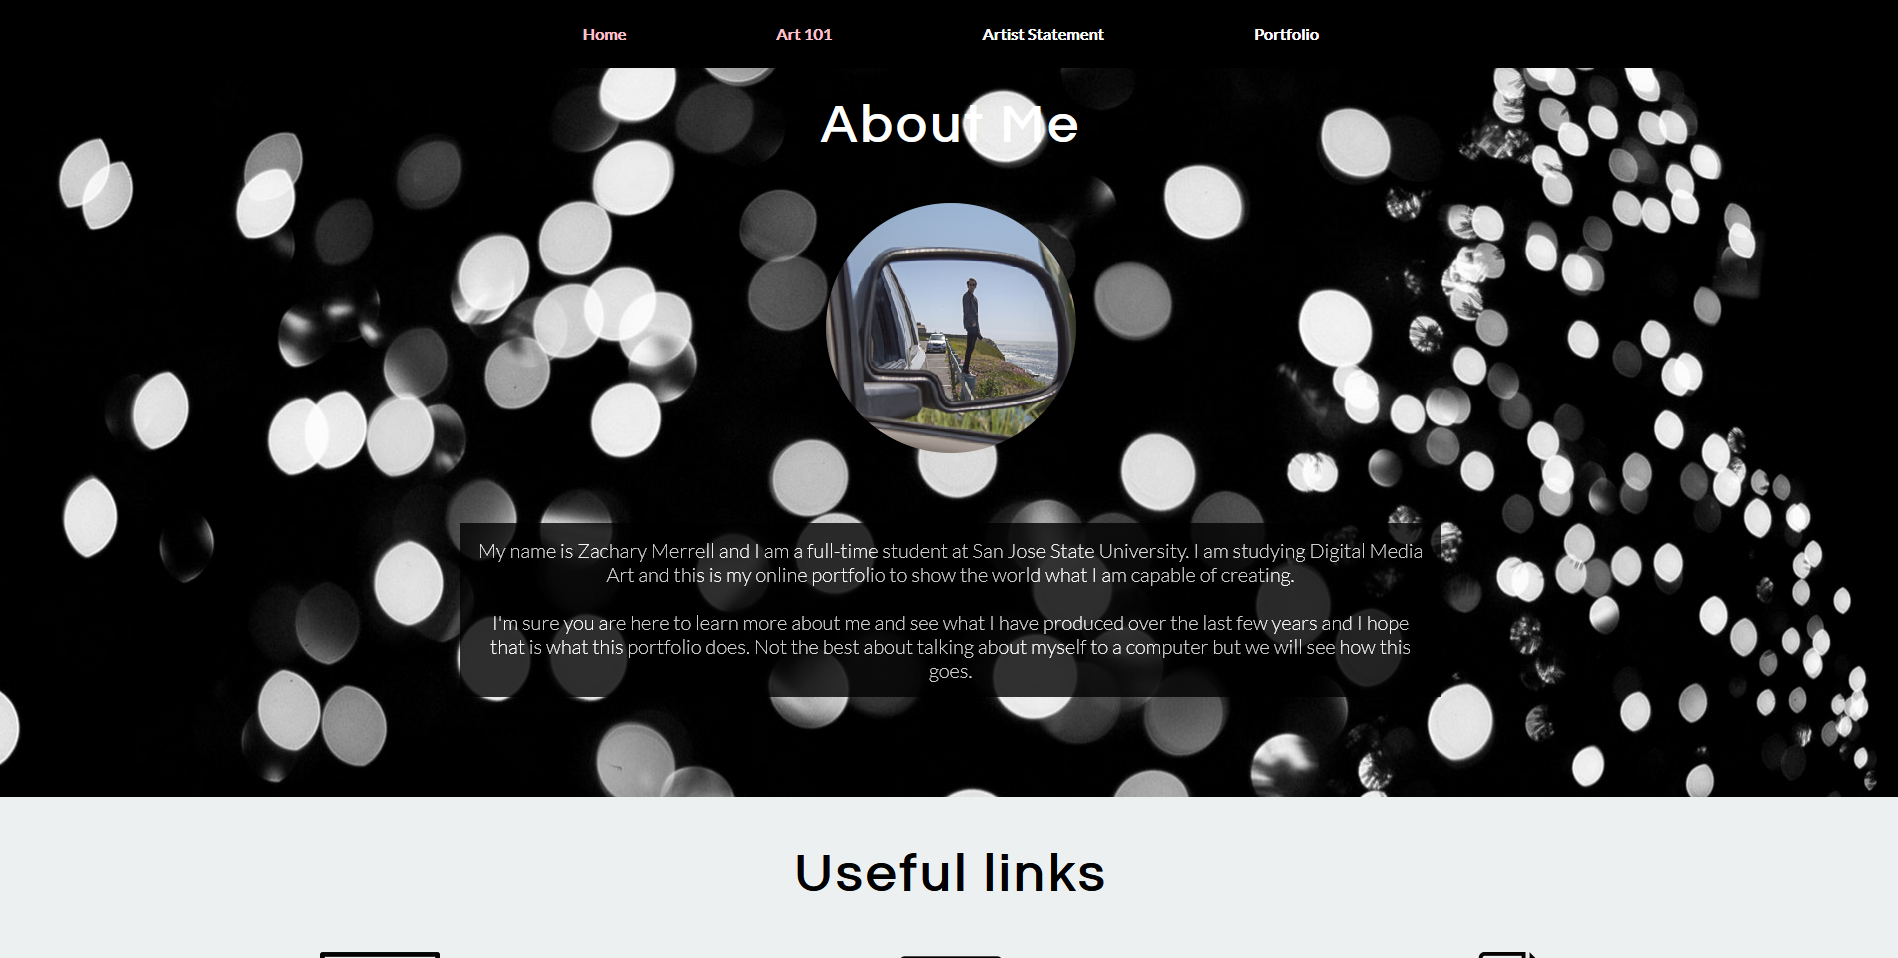 Home
Art 101
Artist Statement
Portfolio
About Me
My name is Zachary Merrell and I am a full-time student at San Jose State University. I am studying Digital Media
Art and this is my online portfolio to show the world what I am capable of creating.
I'm sure you are here to learn more about me and see what I have produced over the last few years and I hope
that is what this portfolio does. Not the best about talking about myself to a computer but we will see how this
goes.
Useful links